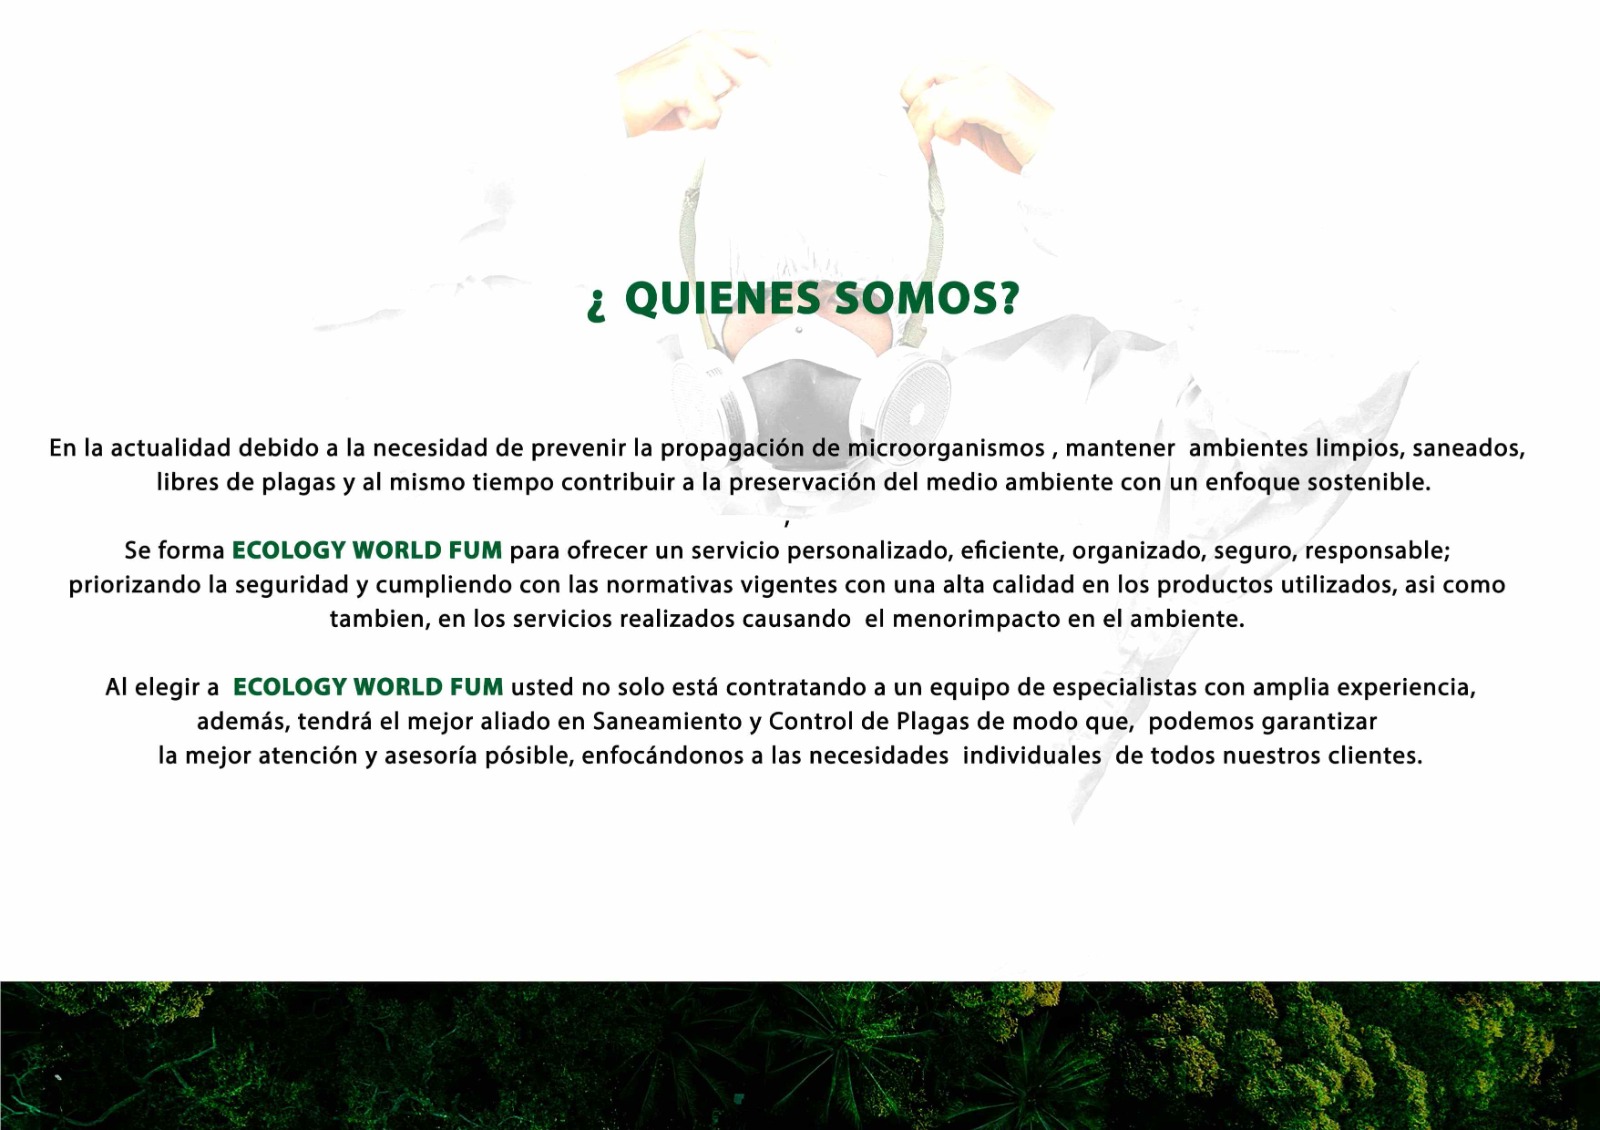 ¿ QUIENES SOMOS?
En la actualidad debido a la necesidad de prevenir la propagación de microorganismos , mantener  ambientes limpios, saneados,
libres de plagas y al mismo tiempo contribuir a la preservación del medio ambiente con un enfoque sostenible.
,
Se forma ECOLOGY WORLD FUM para ofrecer un servicio personalizado, eficiente, organizado, seguro, responsable;
priorizando la seguridad y cumpliendo con las normativas vigentes con una alta calidad en los productos utilizados, asi como
tambien, en los servicios realizados causando  el menorimpacto en el ambiente.
Al elegir a  ECOLOGY WORLD FUM usted no solo está contratando a un equipo de especialistas con amplia experiencia,
además, tendrá el mejor aliado en Saneamiento y Control de Plagas de modo que,  podemos garantizar
la mejor atención y asesoría pósible, enfocándonos a las necesidades  individuales  de todos nuestros clientes.